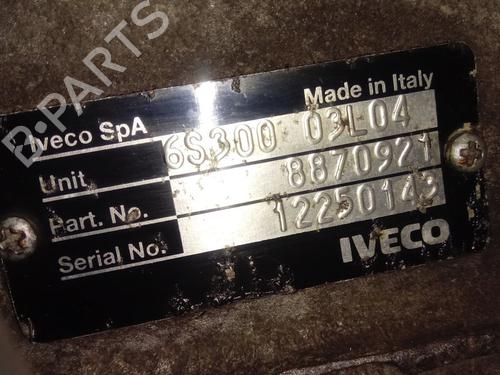 B-PARTS
Iveco SpA
Made in Italy
Unit 6S300 03L04
Part. No. 8870921
Serial No. 12250143
IVECO